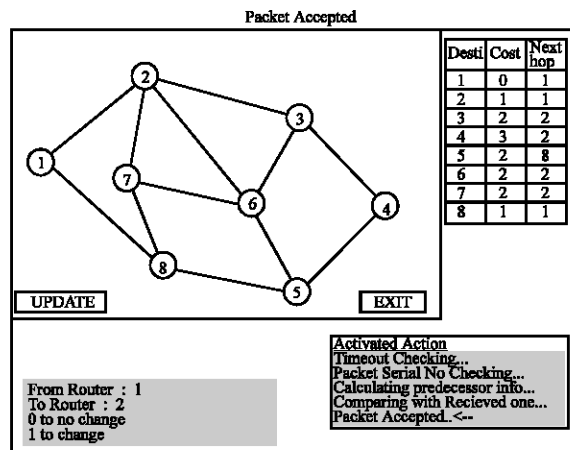 Packet Accepted
Desti Cost Next hop
1 0 1
2 1 1
3 2 2
4 3 2
5 2 8
6 2 2
7 2 2
8 1 1
2
3
1
7
6
4
8
5
UPDATE
EXIT
Activated Action
Timeout Checking...
Packet Serial No Checking...
Calculating predecessor info...
Comparing with Recieved one...
Packet Accepted..<--
From Router : 1
To Router : 2
0 to no change
1 to change